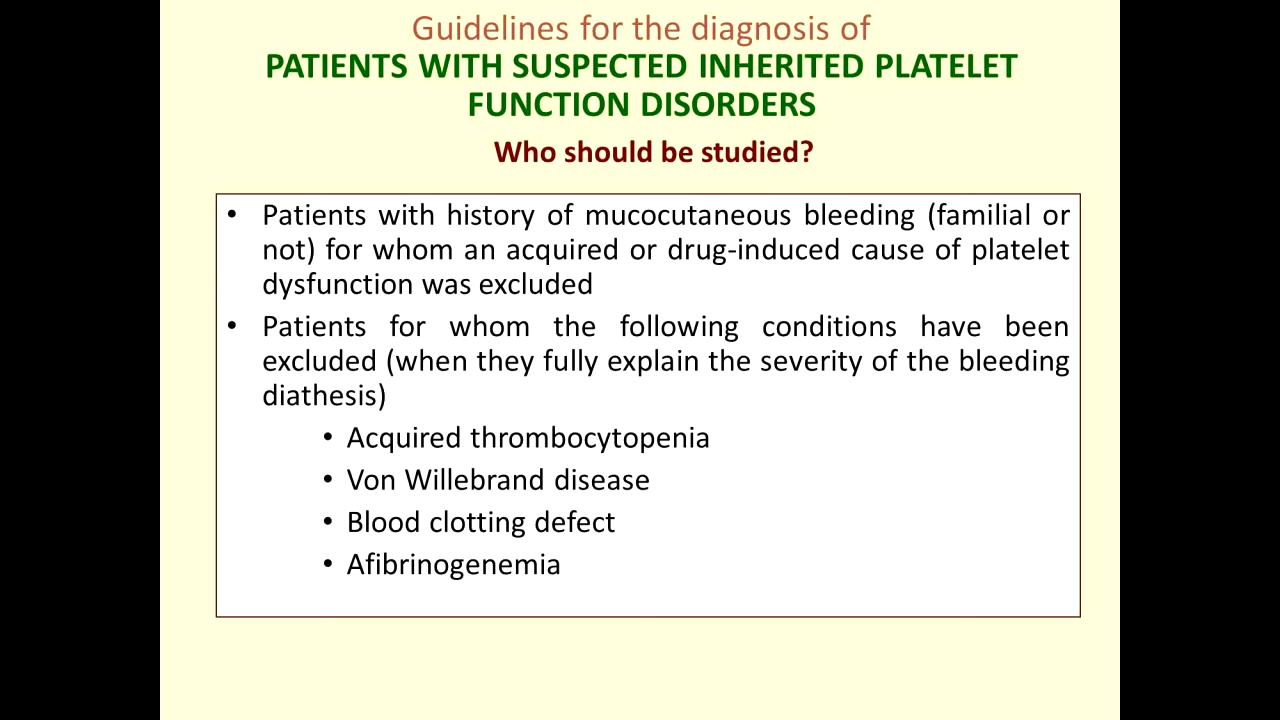 Guidelines for the diagnosis of
PATIENTS WITH SUSPECTED INHERITED PLATELET
FUNCTION DISORDERS
Who should be studied?
• Patients with history of mucocutaneous bleeding (familial or
not) for whom an acquired or drug-induced cause of platelet
dysfunction was excluded
• Patients for whom the following conditions have been
excluded (when they fully explain the severity of the bleeding
diathesis)
• Acquired thrombocytopenia
• Von Willebrand disease
• Blood clotting defect
• Afibrinogenemia